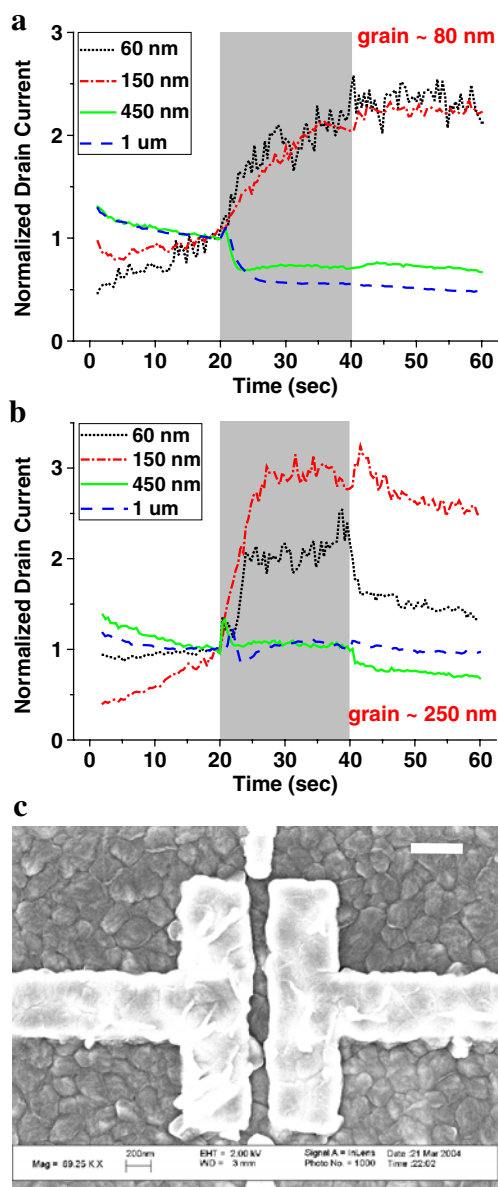 a
grain ~ 80 nm
60 nm
150 nm
450 nm
1 um
Normalized Drain Current
3
2
1
0
0 10 20 30 40 50 60
Time (sec)
b
60 nm
150 nm
450 nm
1 um
Normalized Drain Current
3
2
1
0
grain ~ 250 nm
0 10 20 30 40 50 60
Time (sec)
c
Mag = 69.25 K X
200nm
EHT = 2.00 kV
WD = 3 mm
Signal A = InLens
Photo No. = 1000
Date :21 Mar 2004
Time :22:02